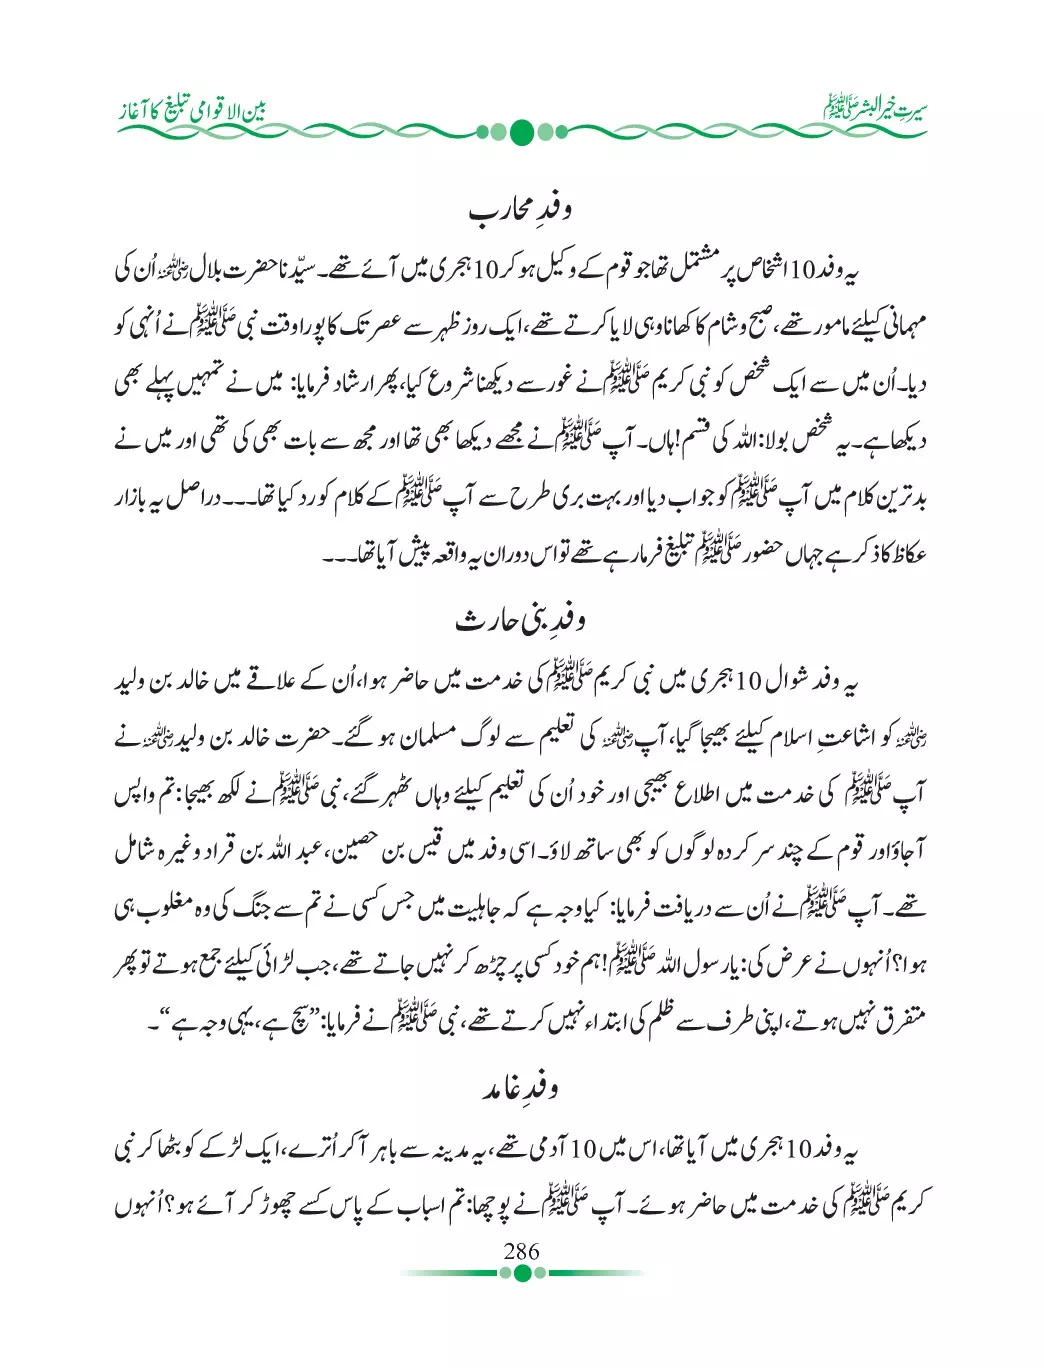 سیرتِ خیر البشر ﷺ
بین الاقوامی تبلیغ کا آغاز
وفدِ محارب
یہ وفد 10 اشخاص پر مشتمل تھا جو قوم کے وکیل ہو کر 10 ہجری میں آئے تھے۔ سیّدنا حضرت بلال رضی اللہ عنہ اُن کی
مہمانی کیلئے مامور تھے، صبح و شام کا کھانا وہی لایا کرتے تھے، ایک روز ظہر سے عصر تک کا پورا وقت نبی ﷺ نے اُنہی کو
دیا۔ اُن میں سے ایک شخص کو نبی کریم ﷺ نے غور سے دیکھنا شروع کیا، پھر ارشاد فرمایا: میں نے تمہیں پہلے بھی
دیکھا ہے۔ یہ شخص بولا: اللہ کی قسم! ہاں۔ آپ ﷺ نے مجھے دیکھا بھی تھا اور مجھ سے بات بھی کی تھی اور میں نے
بدترین کلام میں آپ ﷺ کو جواب دیا اور بہت بری طرح سے آپ ﷺ کے کلام کو رد کیا تھا۔۔۔ دراصل یہ بازار
عکاظ کا ذکر ہے جہاں حضور ﷺ تبلیغ فرما رہے تھے تو اس دوران یہ واقعہ پیش آیا تھا۔۔۔
وفدِ بنی حارث
یہ وفد شوال 10 ہجری میں نبی کریم ﷺ کی خدمت میں حاضر ہوا، اُن کے علاقے میں خالد بن ولید
رضی اللہ عنہ کو اشاعتِ اسلام کیلئے بھیجا گیا، آپ رضی اللہ عنہ کی تعلیم سے لوگ مسلمان ہو گئے۔ حضرت خالد بن ولید رضی اللہ عنہ نے
آپ ﷺ کی خدمت میں اطلاع بھیجی اور خود اُن کی تعلیم کیلئے وہاں ٹھہر گئے، نبی ﷺ نے لکھ بھیجا: تم واپس
آجاؤ اور قوم کے چند سرکردہ لوگوں کو بھی ساتھ لاؤ۔ اسی وفد میں قیس بن حصین، عبد اللہ بن قراد وغیرہ شامل
تھے۔ آپ ﷺ نے اُن سے دریافت فرمایا: کیا وجہ ہے کہ جاہلیت میں جس کسی نے تم سے جنگ کی وہ مغلوب ہی
ہوا؟ اُنہوں نے عرض کی: یا رسول اللہ ﷺ! ہم خود کسی پر چڑھ کر نہیں جاتے تھے، جب لڑائی کیلئے جمع ہوتے تو پھر
متفرق نہیں ہوتے، اپنی طرف سے ظلم کی ابتداء نہیں کرتے تھے، نبی ﷺ نے فرمایا: ”سچ ہے، یہی وجہ ہے“۔
وفدِ غامد
یہ وفد 10 ہجری میں آیا تھا، اس میں 10 آدمی تھے، یہ مدینہ سے باہر آکر اُترے، ایک لڑکے کو بٹھا کر نبی
کریم ﷺ کی خدمت میں حاضر ہوئے۔ آپ ﷺ نے پوچھا: تم اسباب کے پاس کسے چھوڑ کر آئے ہو؟ اُنہوں
286